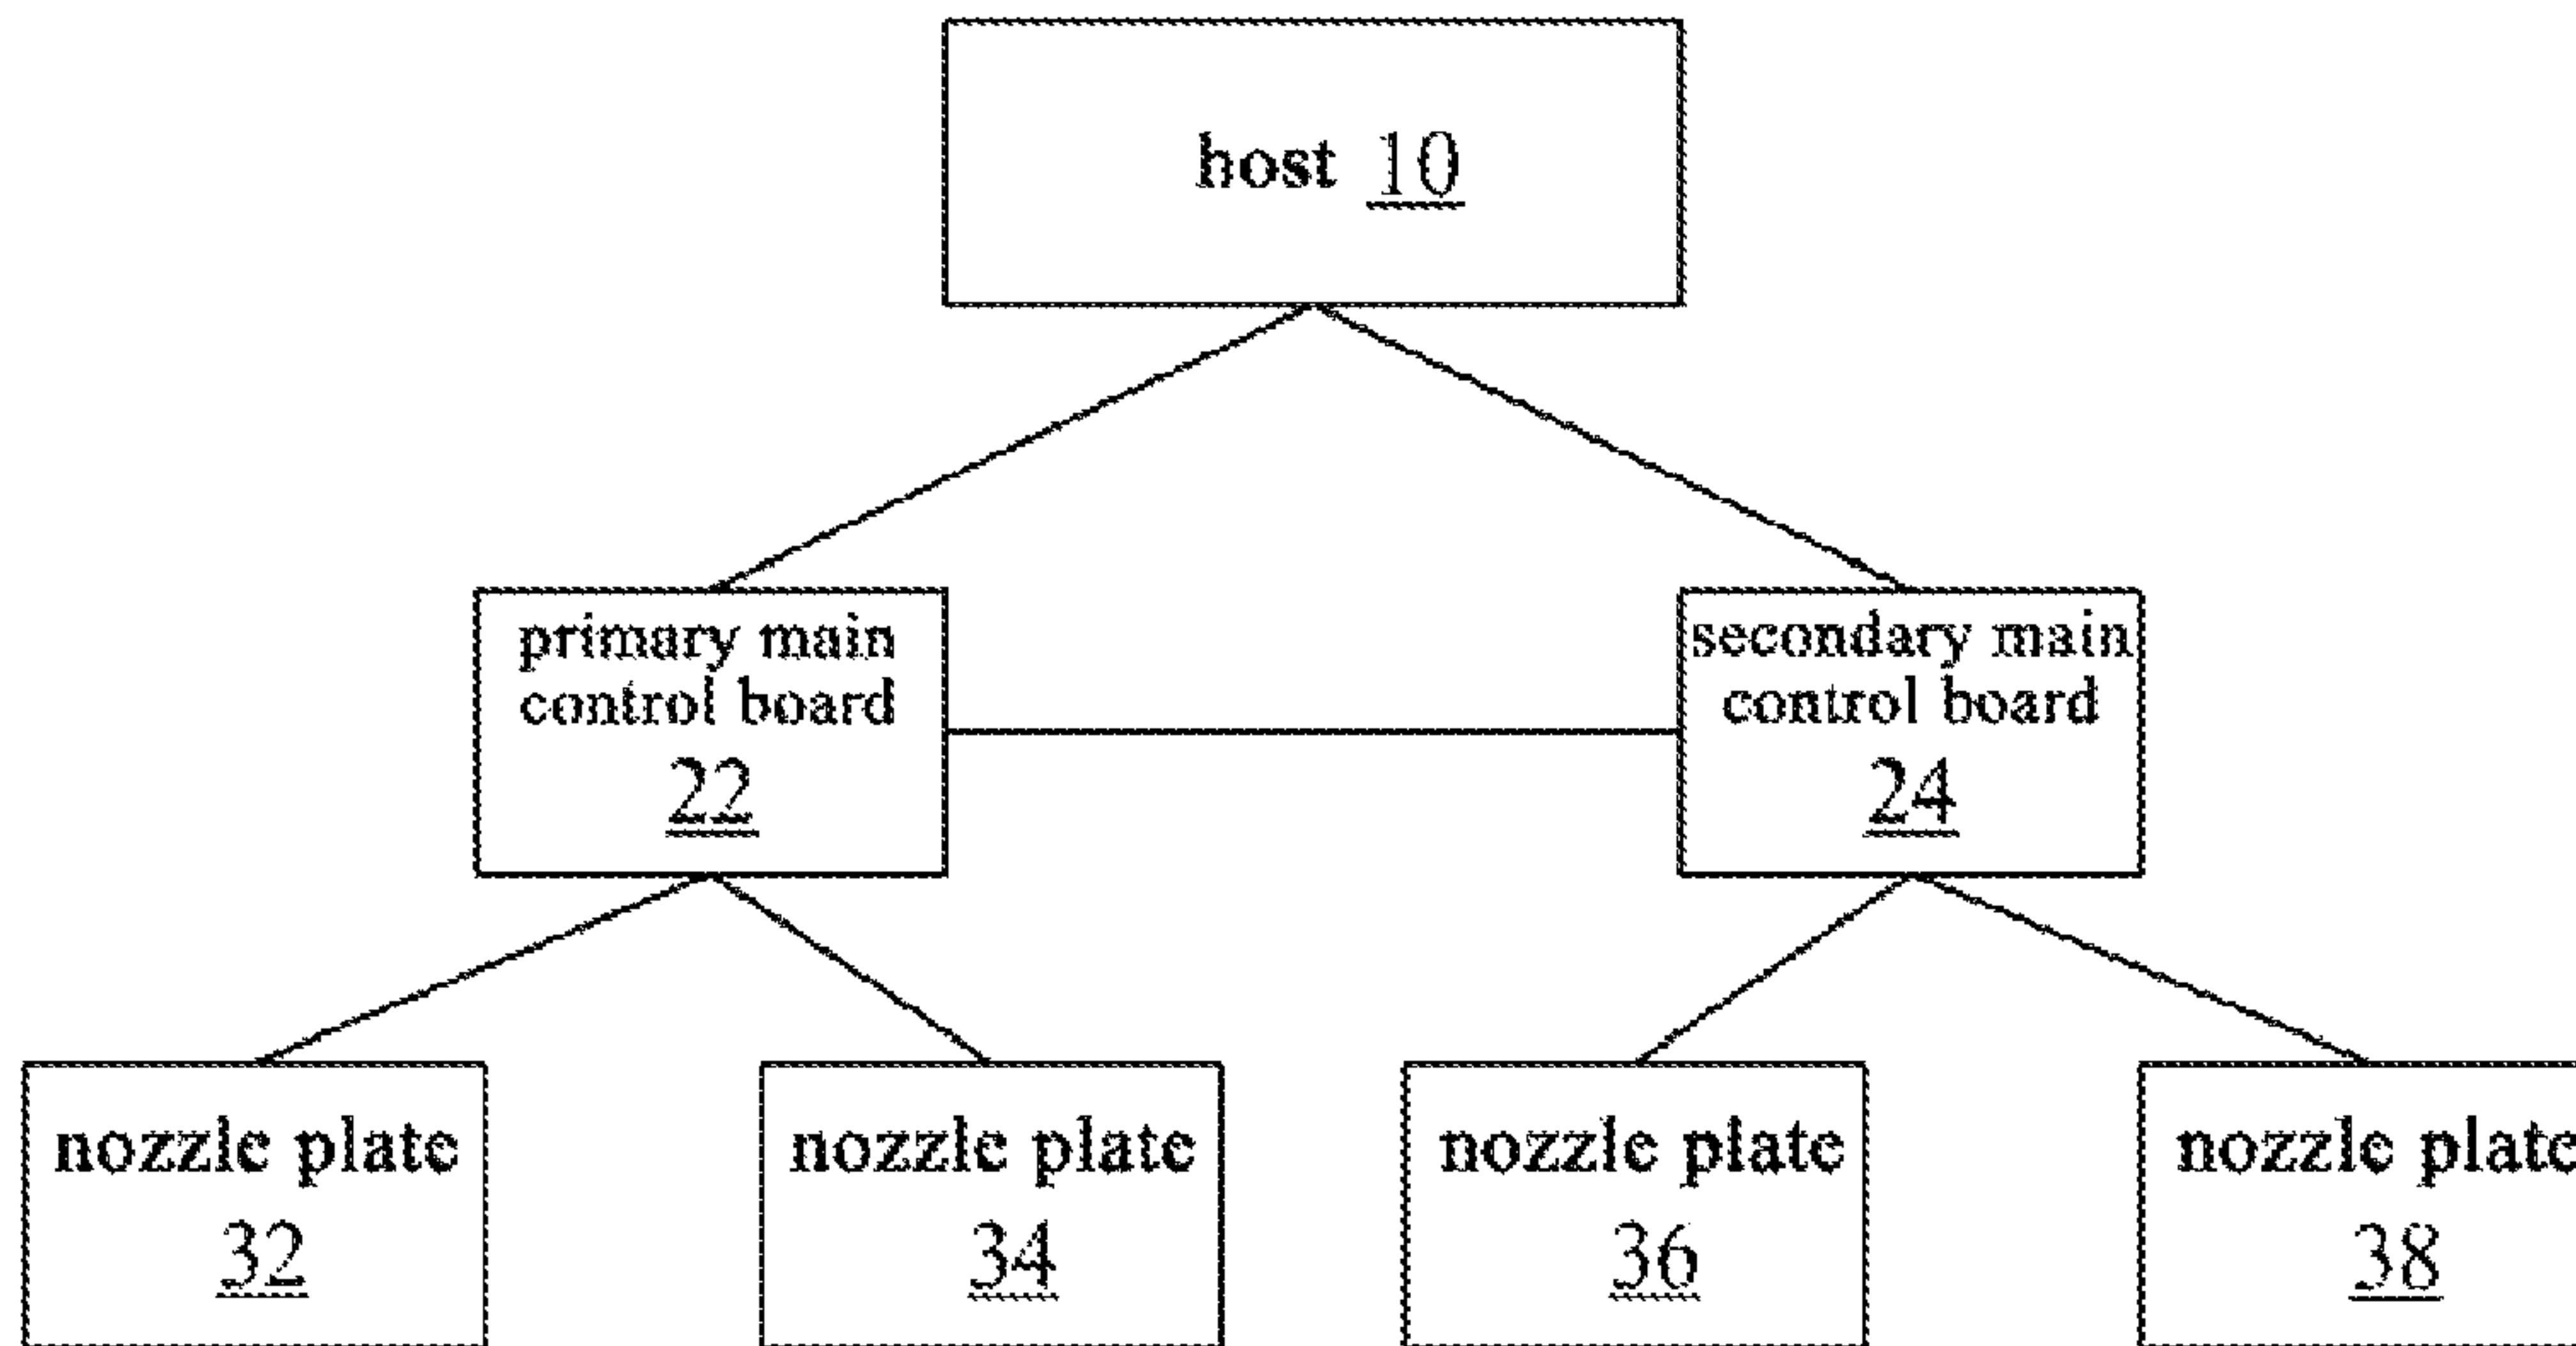 host 10
primary main
control board
22
secondary main
control board
24
nozzle plate
32
nozzle plate
34
nozzle plate
36
nozzle plate
38